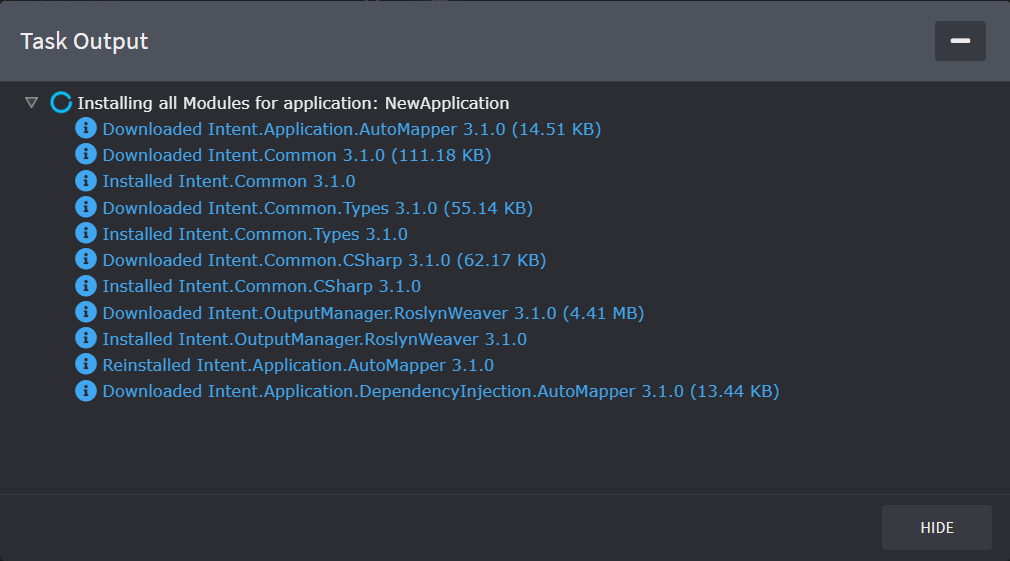 Task Output
Installing all Modules for application: NewApplication
Downloaded Intent.Application.AutoMapper 3.1.0 (14.51 KB)
Downloaded Intent.Common 3.1.0 (111.18 KB)
Installed Intent.Common 3.1.0
Downloaded Intent.Common.Types 3.1.0 (55.14 KB)
Installed Intent.Common.Types 3.1.0
Downloaded Intent.Common.CSharp 3.1.0 (62.17 KB)
Installed Intent.Common.CSharp 3.1.0
Downloaded Intent.OutputManager.RoslynWeaver 3.1.0 (4.41 MB)
Installed Intent.OutputManager.RoslynWeaver 3.1.0
Reinstalled Intent.Application.AutoMapper 3.1.0
Downloaded Intent.Application.DependencyInjection.AutoMapper 3.1.0 (13.44 KB)
HIDE